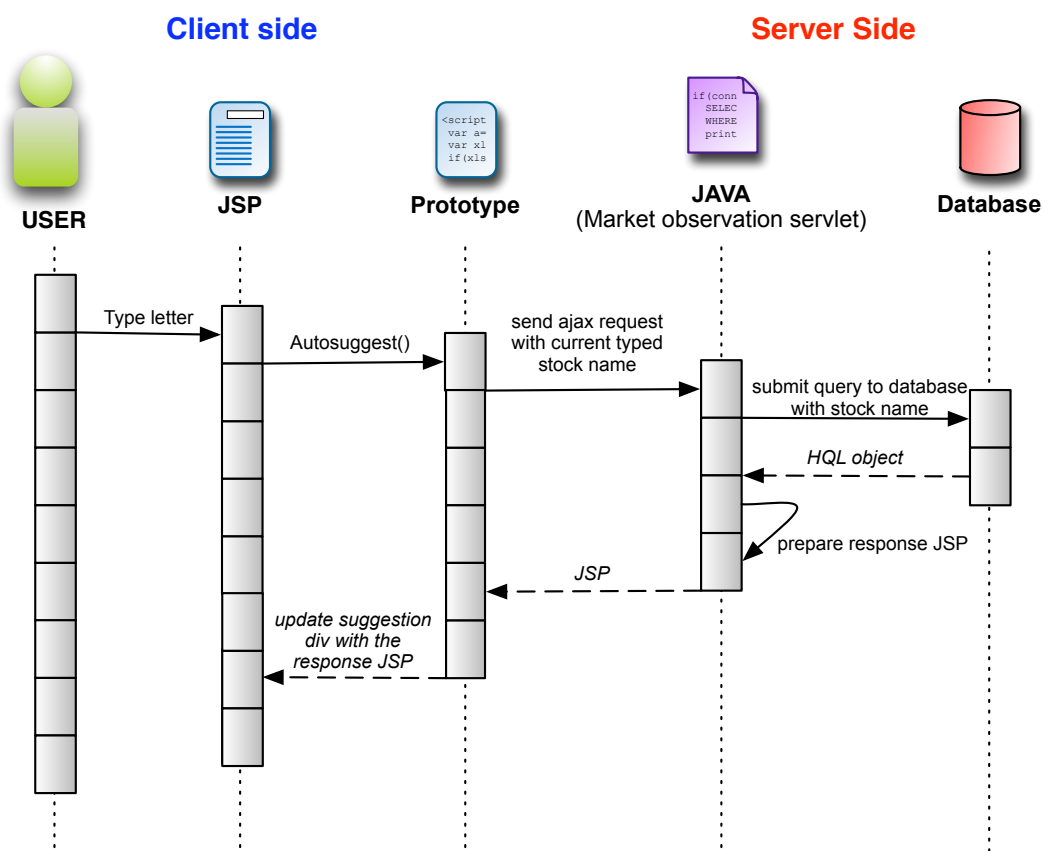 Client side
Server Side
<script
var a=
var xl
if(xls
if(conn
SELEC
WHERE
print
USER
JSP
Prototype
JAVA
(Market observation servlet)
Database
Type letter
Autosuggest()
send ajax request
with current typed
stock name
submit query to database
with stock name
HQL object
prepare response JSP
JSP
update suggestion
div with the
response JSP